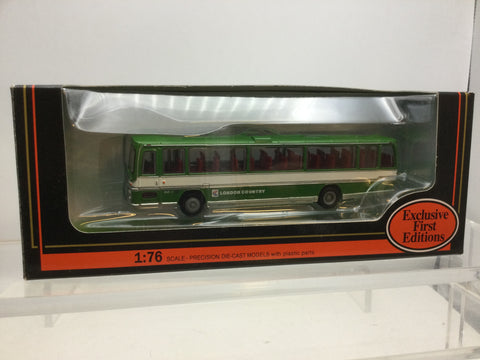 LONDON COUNTRY
Exclusive
First
Editions
1:76 SCALE- PRECISION DIE-CAST MODELS with plastic parts